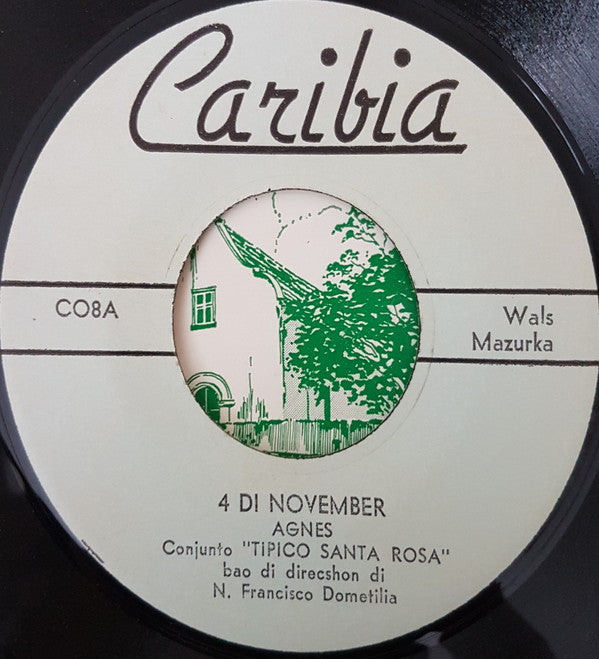 Caribia
CO8A
Wals
Mazurka
4 DI NOVEMBER
AGNES
Conjunto "TIPICO SANTA ROSA"
bao di direcshon di
N. Francisco Dometilia